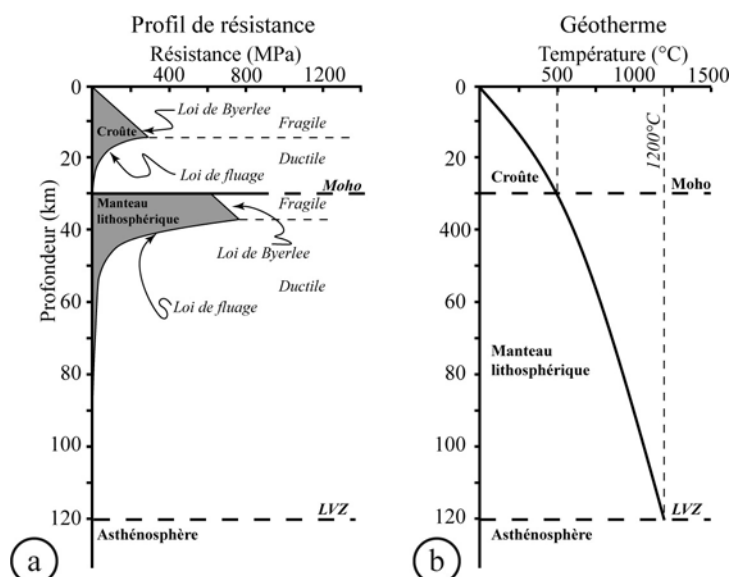 Profil de résistance
Résistance (MPa)
0 400 800 1200
0
20
40
60
80
100
120
Profondeur (km)
Loi de Byerlee
Fragile
Croûte
Ductile
Loi de fluage
Moho
Manteau
lithosphérique
Fragile
Loi de Byerlee
Ductile
Loi de fluage
LVZ
Asthénosphère
a
Géotherme
Température (°C)
0 500 1000 1500
0
20
400
60
80
100
120
1200°C
Croûte
Moho
Manteau
lithosphérique
LVZ
Asthénosphère
b